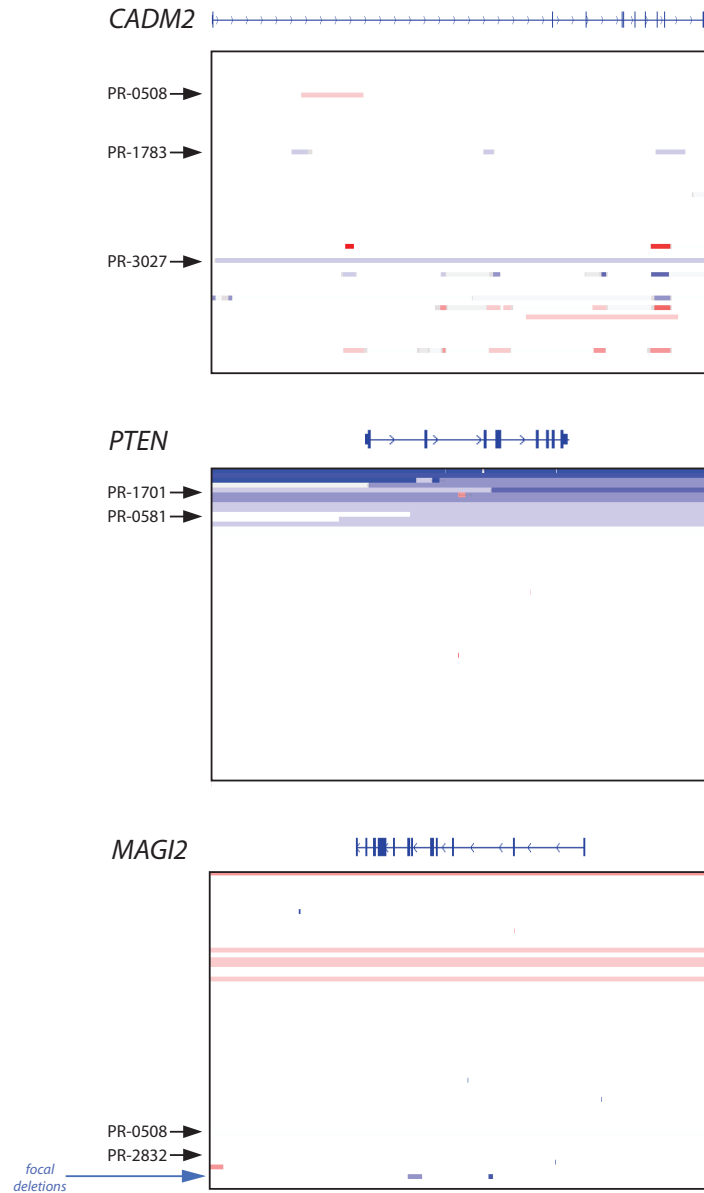 CADM2
PR-0508
PR-1783
PR-3027
PTEN
PR-1701
PR-0581
MAGI2
PR-0508
PR-2832
focal
deletions